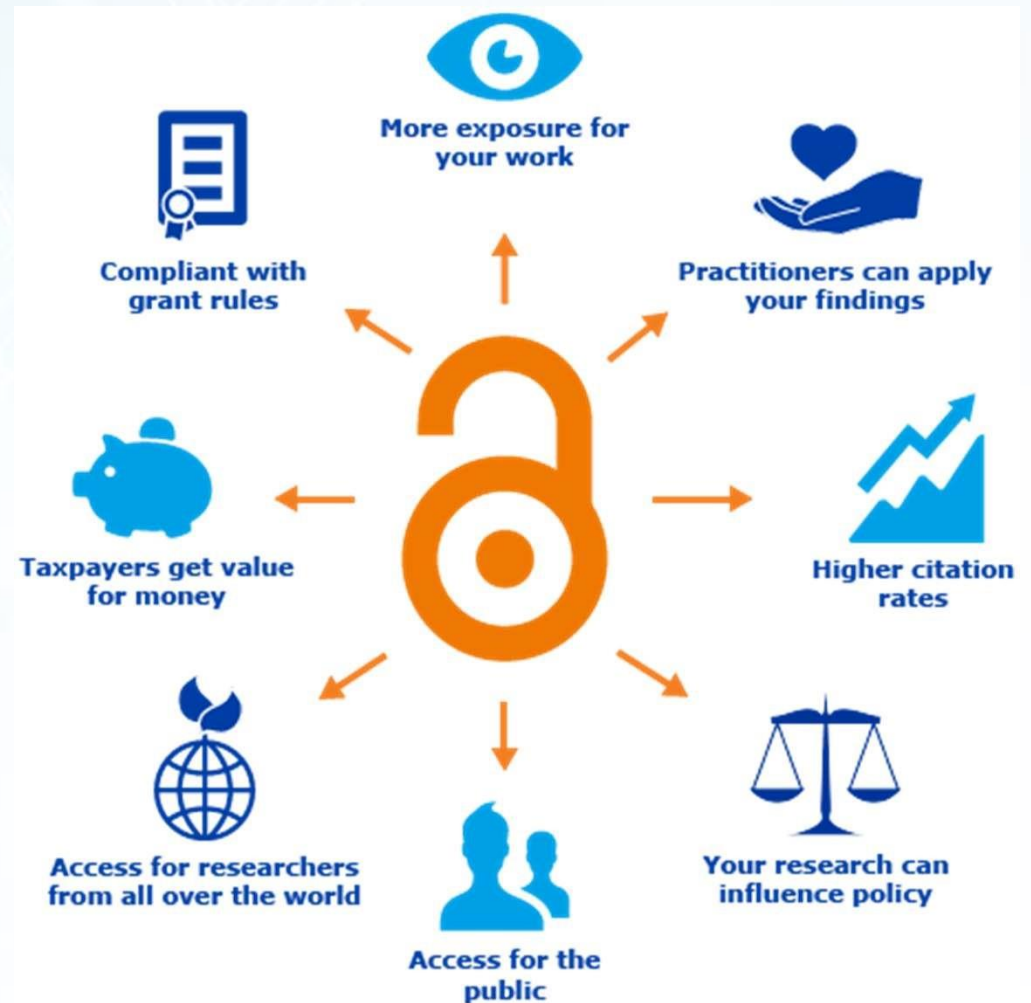 More exposure for
your work
Compliant with
grant rules
Practitioners can apply
your findings
Taxpayers get value
for money
Higher citation
rates
Access for researchers
from all over the world
Your research can
influence policy
Access for the
public